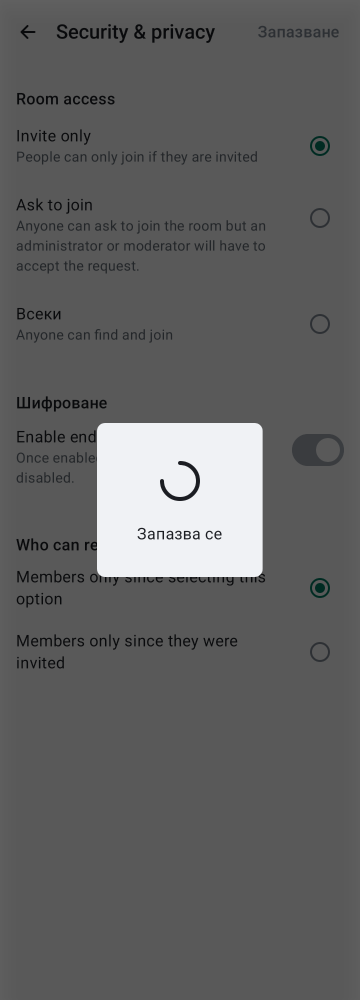 Security & privacy
Запазване
Room access
Invite only
People can only join if they are invited
Ask to join
Anyone can ask to join the room but an
administrator or moderator will have to
accept the request.
Всеки
Anyone can find and join
Шифроване
Enable end
Once enable
disabled.
Запазва се
Who can re
Members only since selecting this
option
Members only since they were
invited